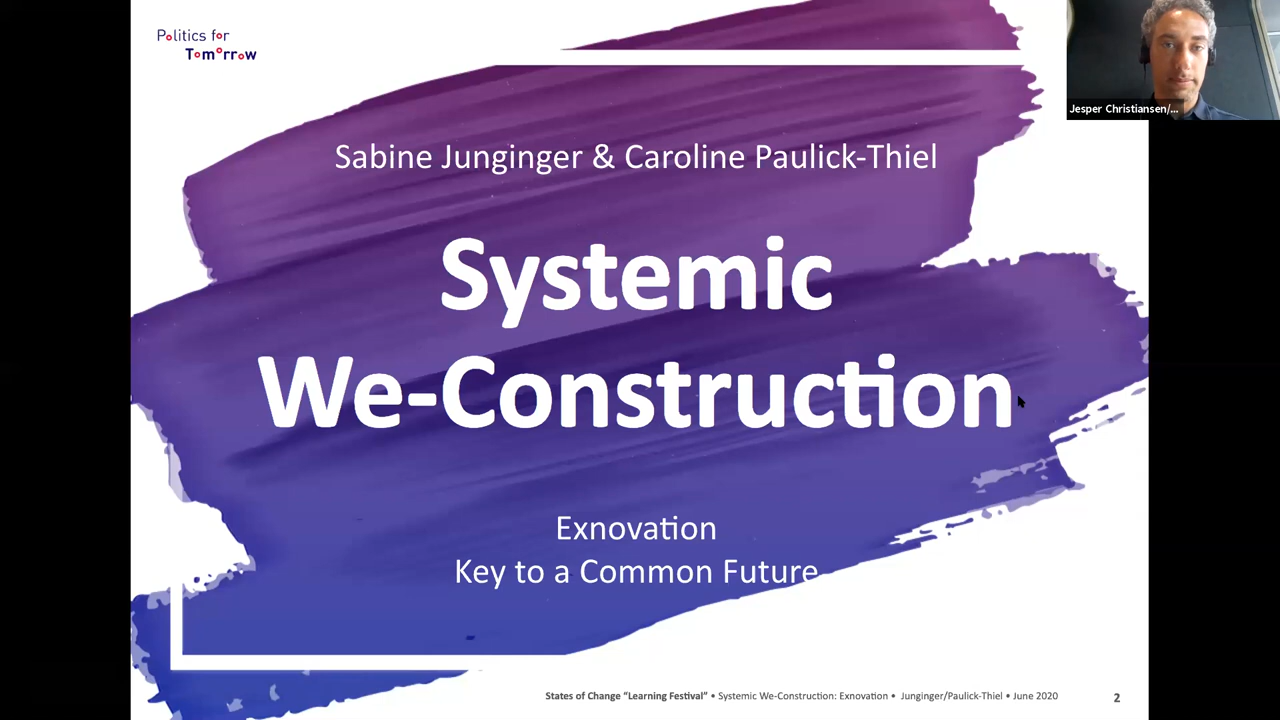 Politics for
Tomorrow
Jesper Christiansen/...
Sabine Junginger & Caroline Paulick-Thiel
Systemic
We-Construction
Exnovation
Key to a Common Future
States of Change “Learning Festival” • Systemic We-Construction: Exnovation • Junginger/Paulick-Thiel • June 2020
2